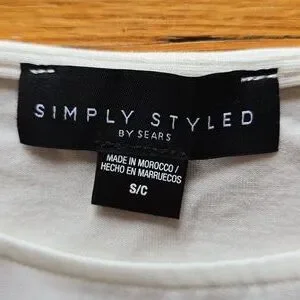 SIMPLY STYLED
BY SEARS
MADE IN MOROCCO /
HECHO EN MARRUECOS
S/C